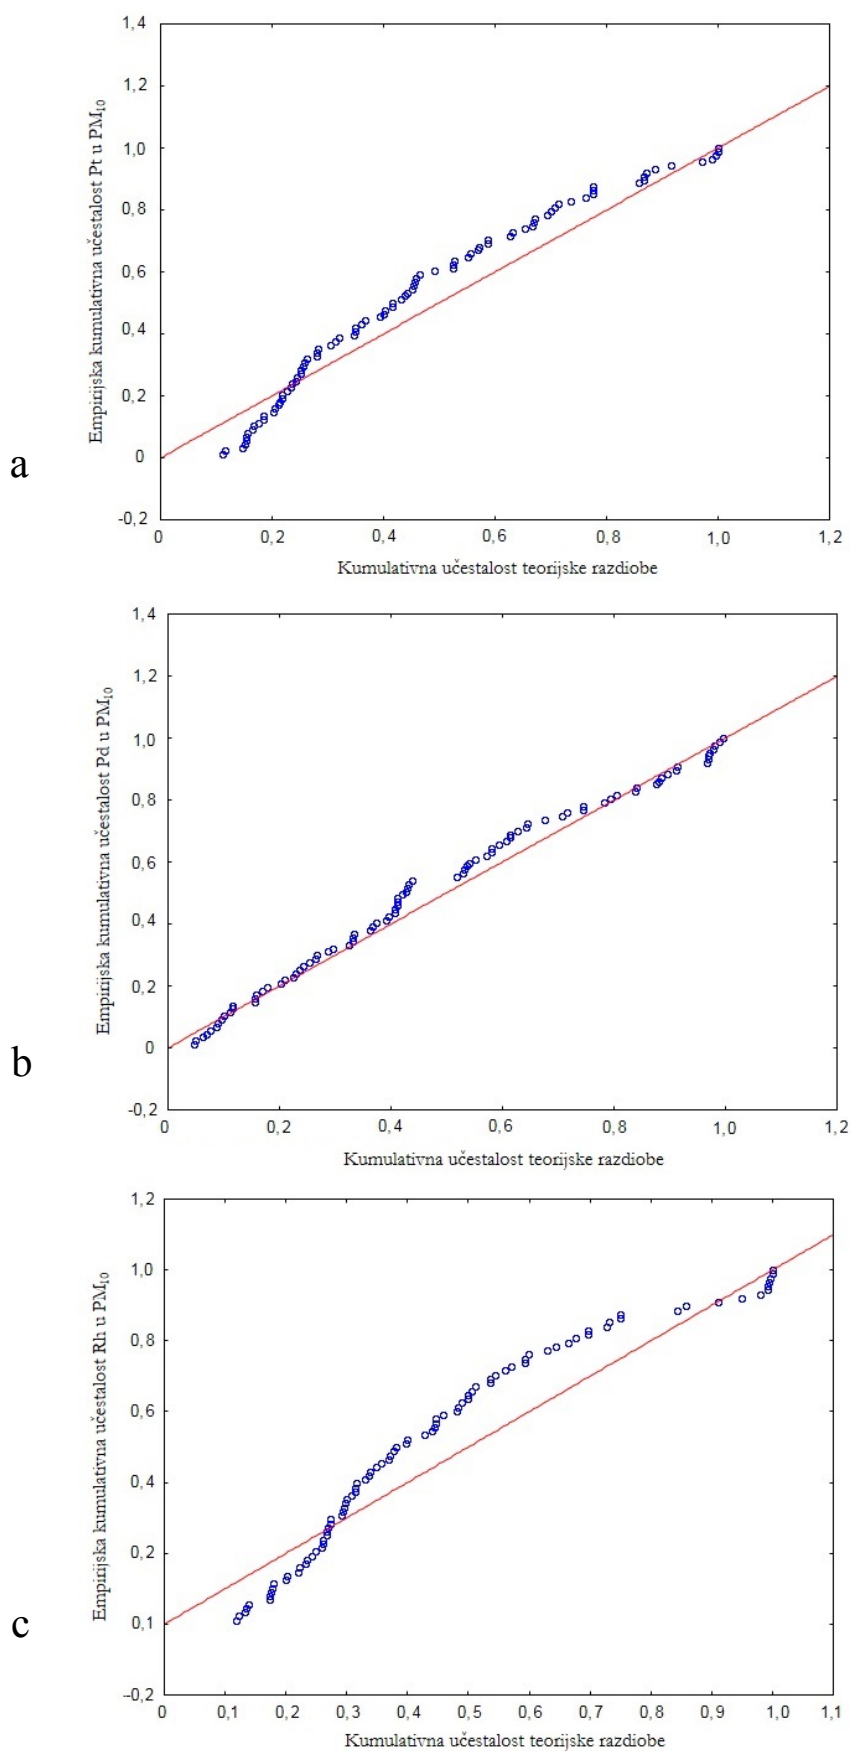 1,4
1,2
1,0
0,8
0,6
0,4
0,2
0
-0,2
Empirijska kumulativna učestalost Pt u PM10
a
0 0,2 0,4 0,6 0,8 1,0 1,2
Kumulativna učestalost teorijske razdiobe
1,4
1,2
1,0
0,8
0,6
0,4
0,2
0
-0,2
Empirijska kumulativna učestalost Pd u PM10
b
0 0,2 0,4 0,6 0,8 1,0 1,2
Kumulativna učestalost teorijske razdiobe
1,2
1,0
0,8
0,6
0,4
0,2
0,1
-0,2
Empirijska kumulativna učestalost Rh u PM10
c
0 0,1 0,2 0,3 0,4 0,5 0,6 0,7 0,8 0,9 1,0 1,1
Kumulativna učestalost teorijske razdiobe